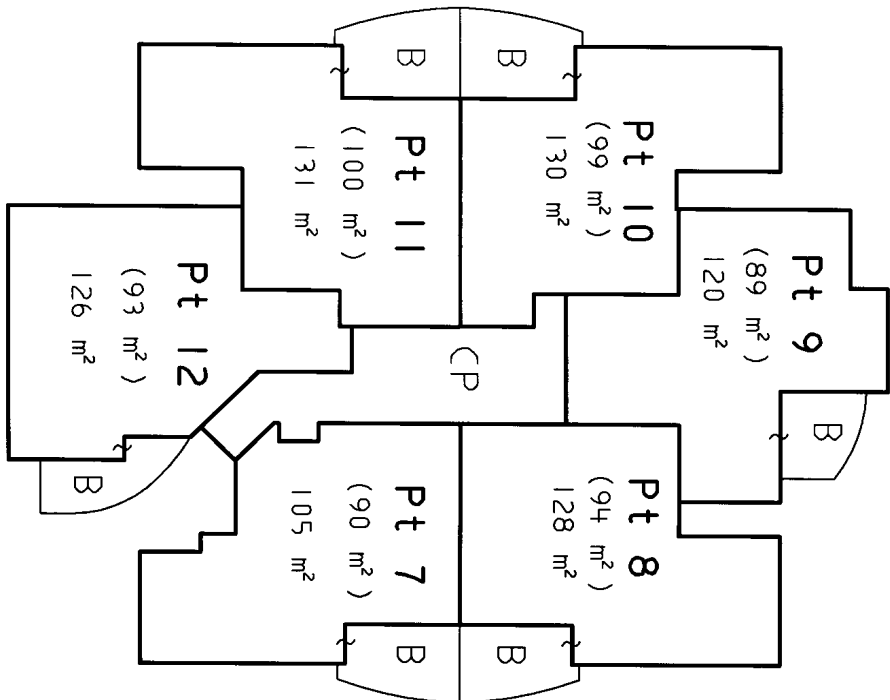 B
B
Pt 11
(100 m²)
131 m²
Pt 10
(99 m²)
130 m²
Pt 12
(93 m²)
126 m²
Pt 9
(89 m²)
120 m²
CP
B
B
Pt 7
(90 m²)
105 m²
Pt 8
(94 m²)
128 m²
B
B